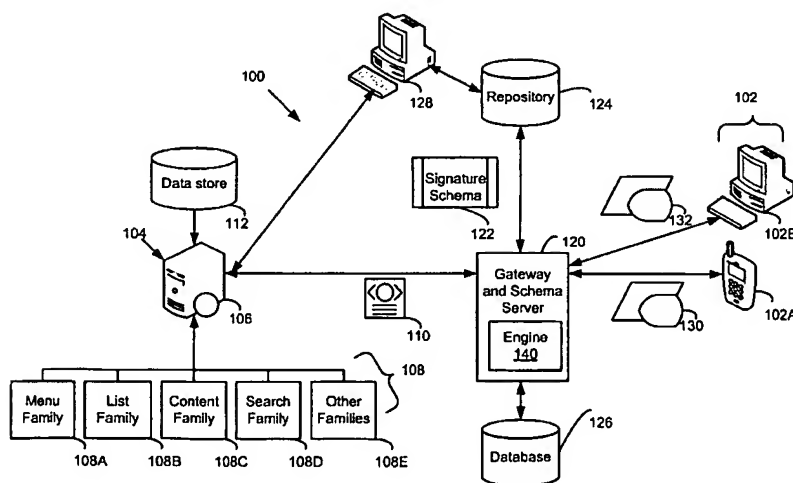 128
100
Repository
124
102
Data store
112
Signature
Schema
122
132
102B
104
120
106
110
Gateway
and Schema
Server
Engine
140
130
102A
108
Menu
Family
List
Family
Content
Family
Search
Family
Other
Families
108A
108B
108C
108D
108E
126
Database